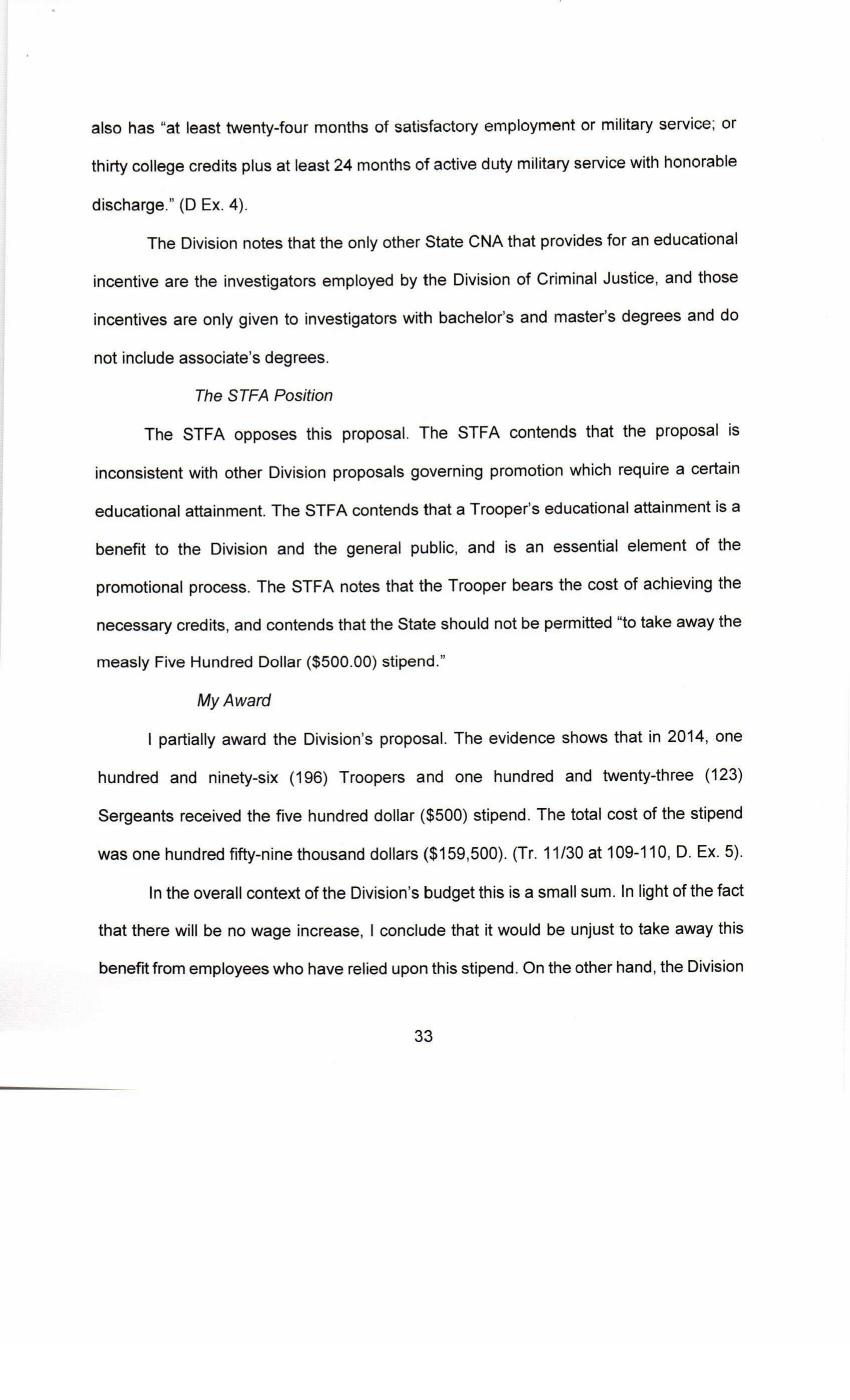 also has “at least twenty-four months of satisfactory employment or military service; or
thirty college credits plus at least 24 months of active duty military service with honorable
discharge.” (D Ex. 4).
The Division notes that the only other State CNA that provides for an educational
incentive are the investigators employed by the Division of Criminal Justice, and those
incentives are only given to investigators with bachelor’s and master’s degrees and do
not include associate’s degrees.
The STFA Position
The STFA opposes this proposal. The STFA contends that the proposal is
inconsistent with other Division proposals governing promotion which require a certain
educational attainment. The STFA contends that a Trooper’s educational attainment is a
benefit to the Division and the general public, and is an essential element of the
promotional process. The STFA notes that the Trooper bears the cost of achieving the
necessary credits, and contends that the State should not be permitted “to take away the
measly Five Hundred Dollar ($500.00) stipend.”
My Award
I partially award the Division’s proposal. The evidence shows that in 2014, one
hundred and ninety-six (196) Troopers and one hundred and twenty-three (123)
Sergeants received the five hundred dollar ($500) stipend. The total cost of the stipend
was one hundred fifty-nine thousand dollars ($159,500). (Tr. 11/30 at 109-110, D. Ex. 5).
In the overall context of the Division’s budget this is a small sum. In light of the fact
that there will be no wage increase, I conclude that it would be unjust to take away this
benefit from employees who have relied upon this stipend. On the other hand, the Division
33